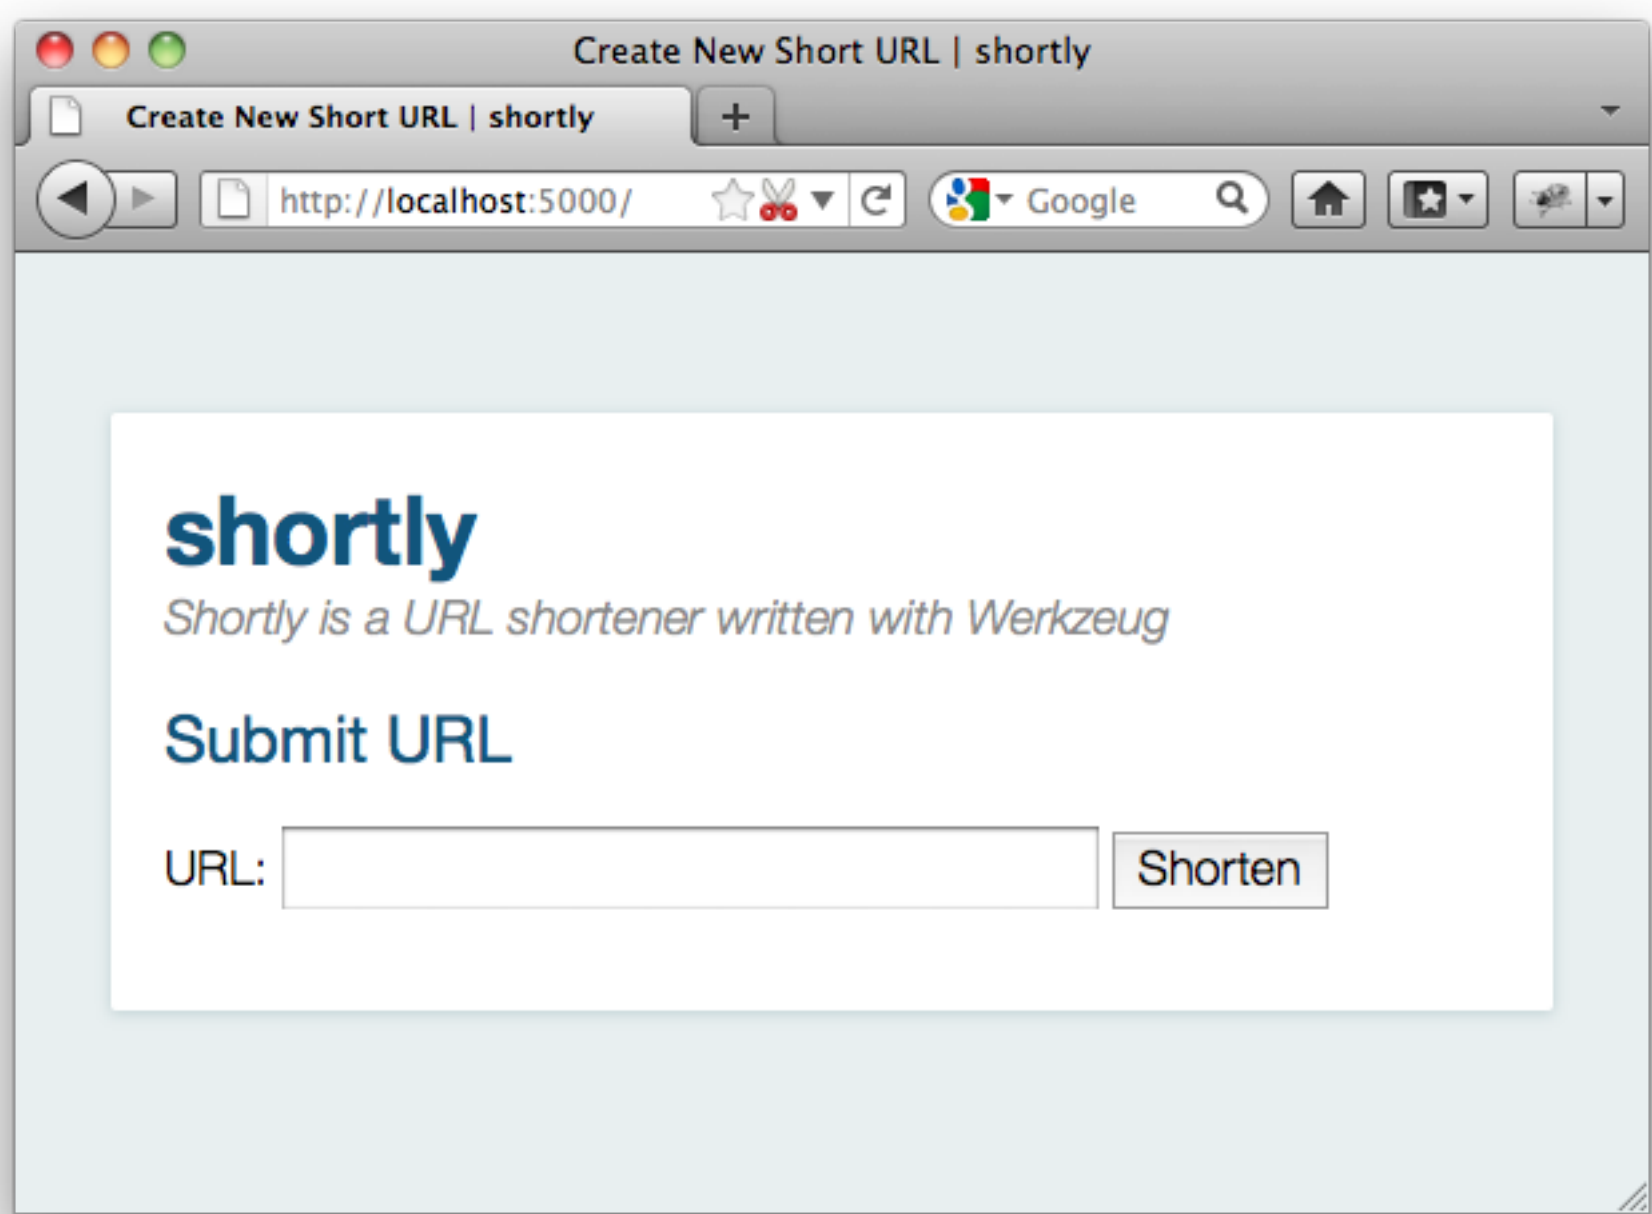 Create New Short URL | shortly
Create New Short URL | shortly
http://localhost:5000/ Google
shortly
Shortly is a URL shortener written with Werkzeug
Submit URL
URL: Shorten